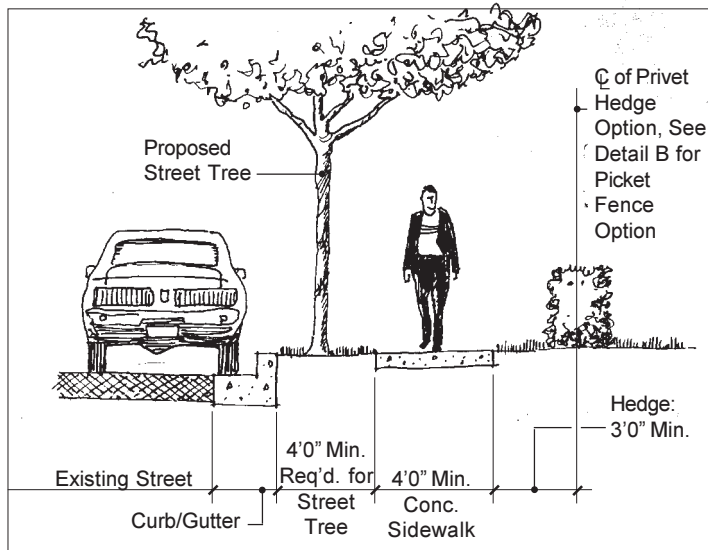 Proposed
Street Tree
℄ of Privet
Hedge
Option, See
Detail B for
Picket
Fence
Option
Hedge:
3’0” Min.
Existing Street
Curb/Gutter
4’0” Min.
Req’d. for
Street
Tree
4’0” Min.
Conc.
Sidewalk